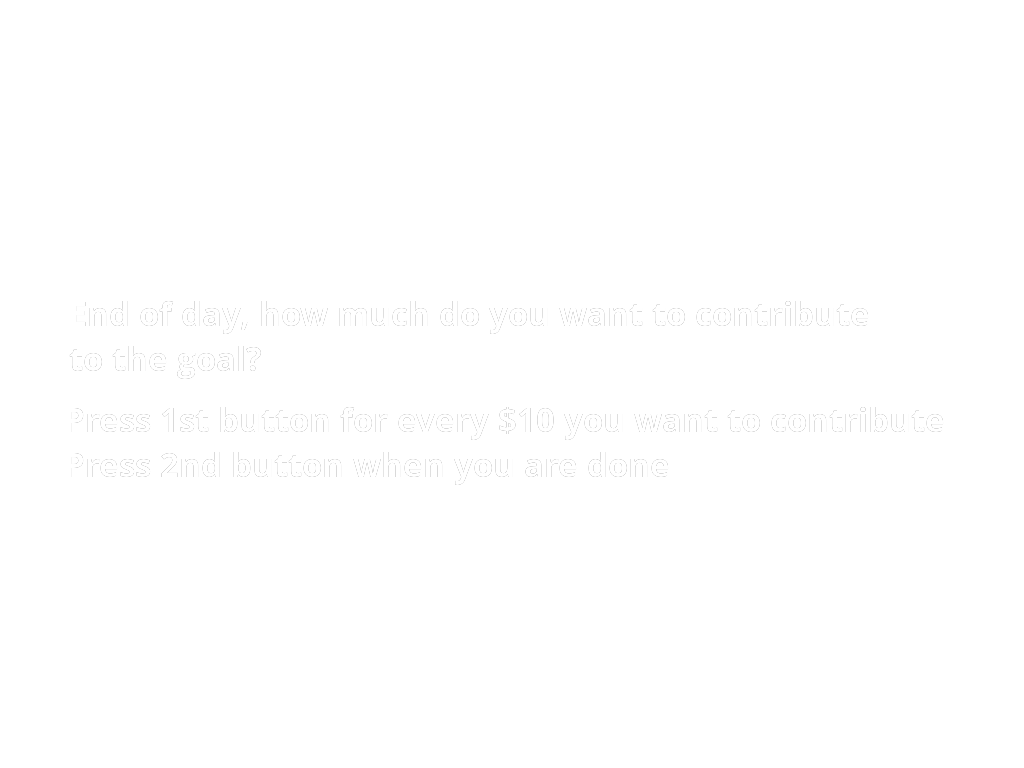 End of day, how much do you want to contribute
to the goal?
Press 1st button for every $10 you want to contribute
Press 2nd button when you are done